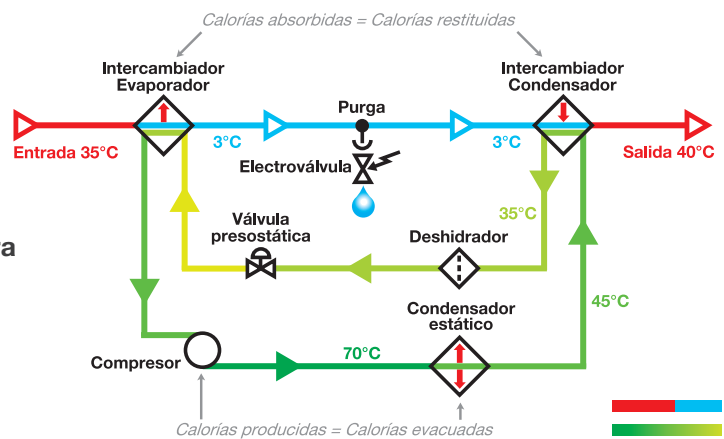 Calorías absorbidas = Calorías restituidas
Intercambiador
Evaporador
Intercambiador
Condensador
Purga
Entrada 35°C
3°C
3°C
Salida 40°C
Electroválvula
35°C
Válvula
presostática
Deshidrador
ra
Condensador
estático
45°C
Compresor
70°C
Calorías producidas = Calorías evacuadas